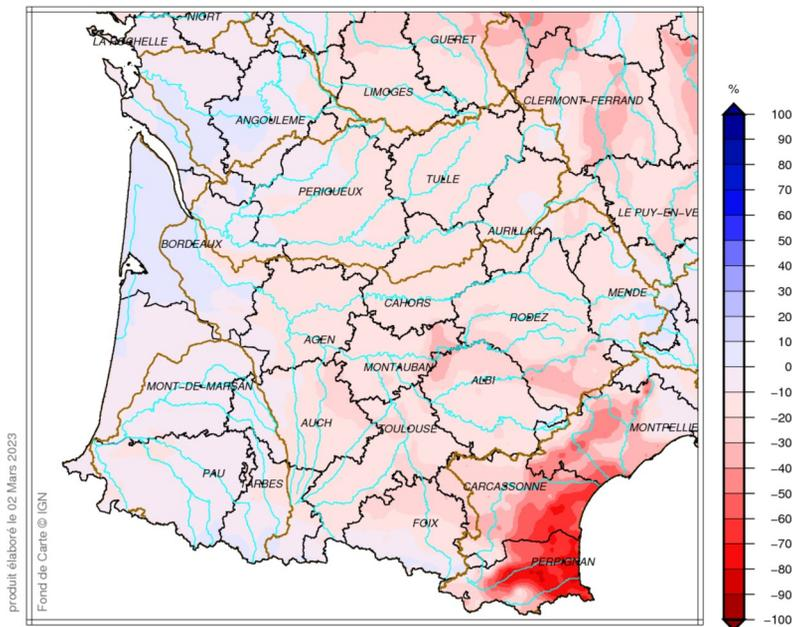 NIORT
LA ROCHELLE
GUERET
LIMOGES
CLERMONT-FERRAND
ANGOULEME
PERIGUEUX
TULLE
LE PUY-EN-VE
AURILLAC
BORDEAUX
MENDE
CAHORS
RODEZ
AGEN
MONTAUBAN
ALBI
MONT-DE-MARSAN
AUCH
TOULOUSE
MONTPELLIE
PAU
TARBES
CARCASSONNE
FOIX
PERPIGNAN
%
100
90
80
70
60
50
40
30
20
10
0
-10
-20
-30
-40
-50
-60
-70
-80
-90
-100
produit élaboré le 02 Mars 2023
Fond de Carte © IGN